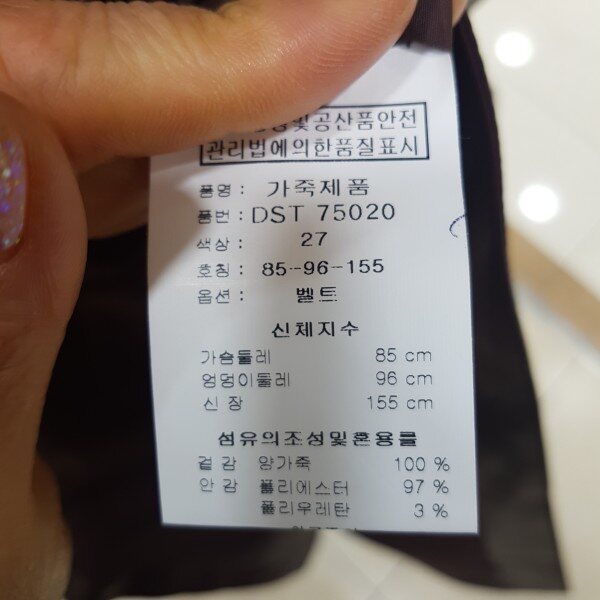 및공산품안전
관리법에의한품질표시
품명 : 가죽제품
품번 : DST 75020
색상 : 27
호칭 : 85-96-155
옵션 : 벨트
신체지수
가슴둘레 85 cm
엉덩이둘레 96 cm
신 장 155 cm
섬유의조성및혼용률
겉 감 양가죽 100 %
안 감 폴리에스터 97 %
폴리우레탄 3 %